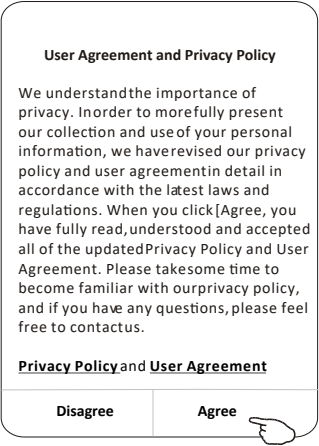 User Agreement and Privacy Policy
We understandthe importance of
privacy. Inorder to morefully present
our collection and useof your personal
information, we haverevised our privacy
policy and user agreementin detail in
accordance with the latest laws and
regulations. When you click[Agree, you
have fully read,understood and accepted
all of the updatedPrivacy Policy and User
Agreement. Please takesome time to
become familiar with ourprivacy policy,
and if you have any questions,please feel
free to contactus.
Privacy Policyand User Agreement
Disagree Agree